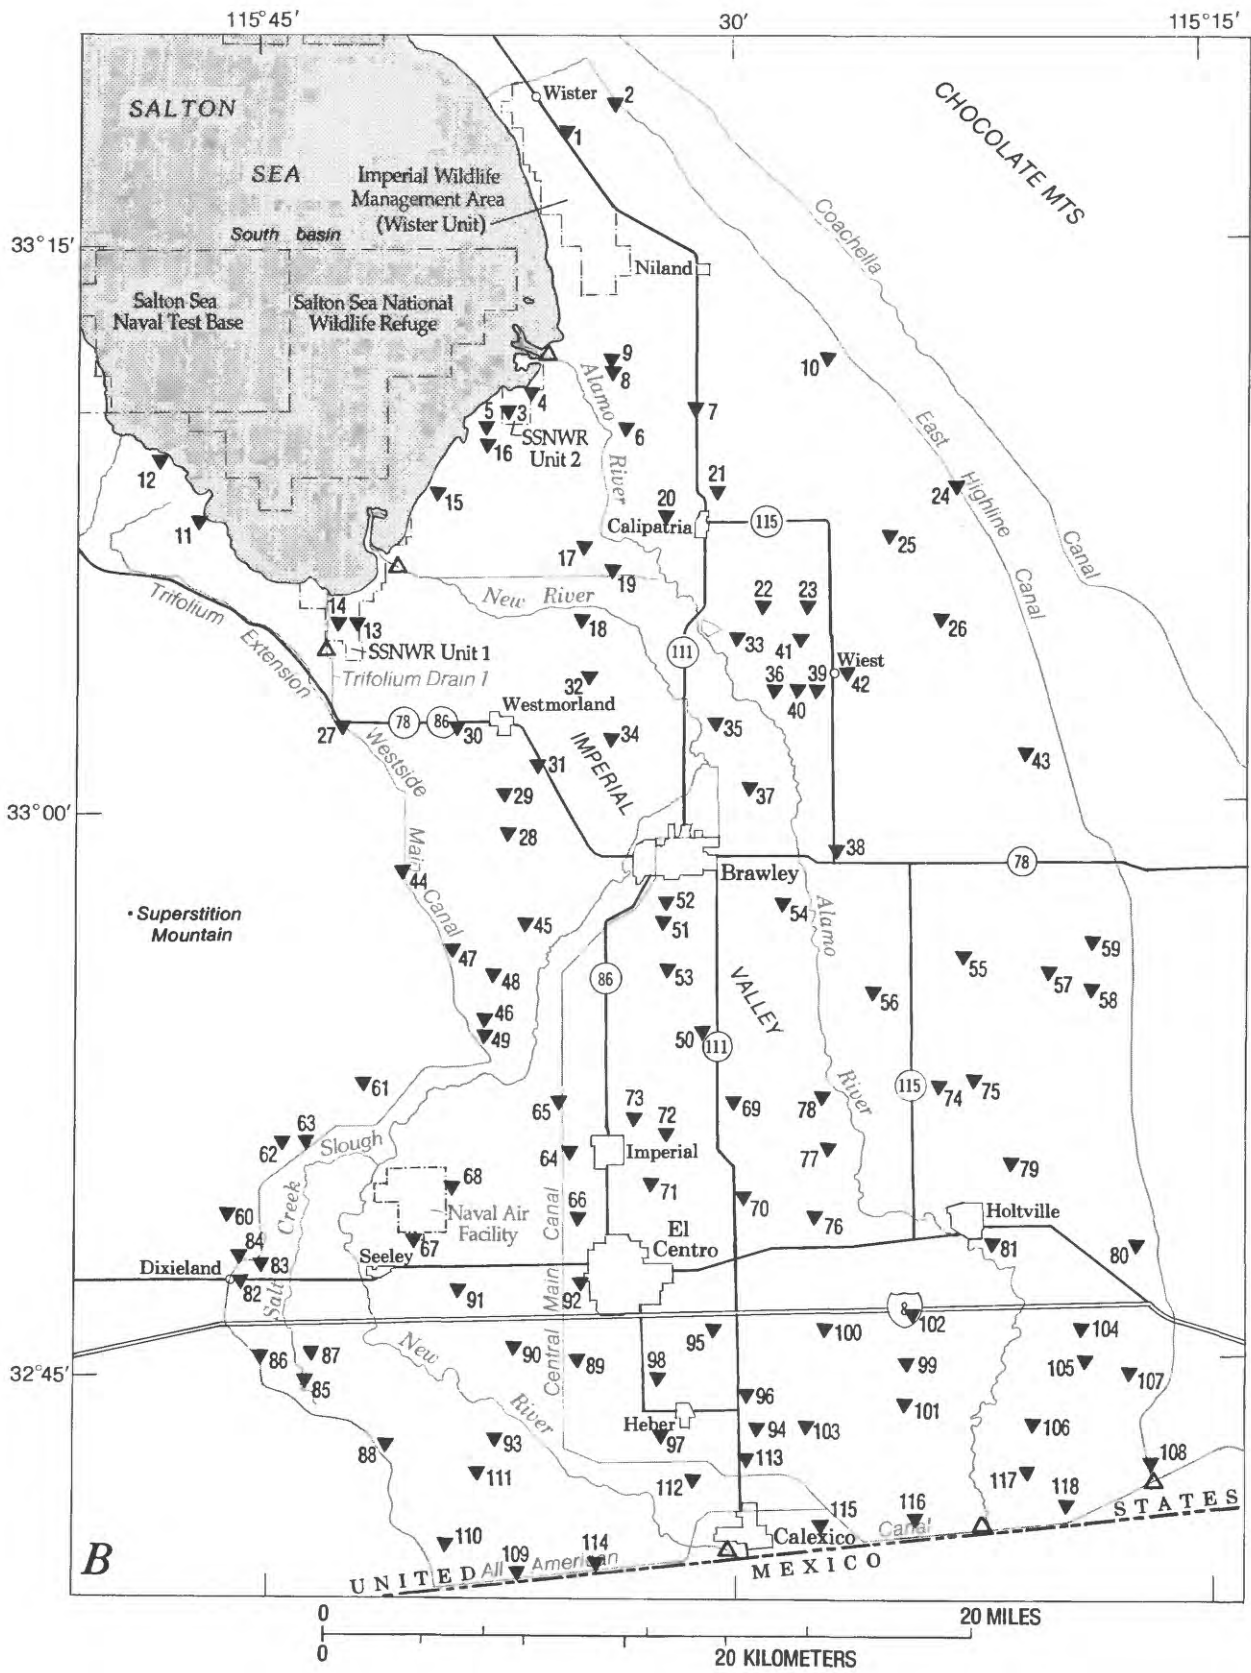 115°45′
30′
115°15′
Wister
2
1
SALTON
SEA
CHOCOLATE MTS
Imperial Wildlife
Management Area
(Wister Unit)
Coachella
33°15′
South basin
Niland
Salton Sea
Naval Test Base
Salton Sea National
Wildlife Refuge
9
8
10
Alamo
4
7
5
3
6
East
SSNWR
Unit 2
16
River
Highline
12
21
24
15
20
11
Calipatria
115
25
Canal
17
19
Canal
Trifolium
New River
22
23
14
18
13
33
41
26
Extension
SSNWR Unit 1
111
Wiest
Trifolium Drain 1
32
36
39
42
40
Westmorland
78
86
27
30
35
34
43
Westside
IMPERIAL
31
29
37
33°00′
28
Main
38
78
44
Brawley
52
54
Superstition
Mountain
Canal
45
51
Alamo
59
47
55
48
86
53
57
VALLEY
56
58
46
49
50
111
River
61
115
74
75
65
73
72
69
78
63
62
Slough
64
Imperial
77
79
68
71
66
70
60
Creek
Naval Air
Facility
Canal
76
Holtville
84
El
Centro
67
81
80
Dixieland
83
Seeley
82
Salt
91
Main
92
8
102
New
95
100
104
90
Central
32°45′
86
87
89
98
99
105
107
85
96
River
101
Heber
94
103
106
93
97
88
113
108
111
112
117
115
116
118
STATES
110
Calexico
Canal
B
109
114
All American
MEXICO
UNITED
0
20 MILES
0
20 KILOMETERS